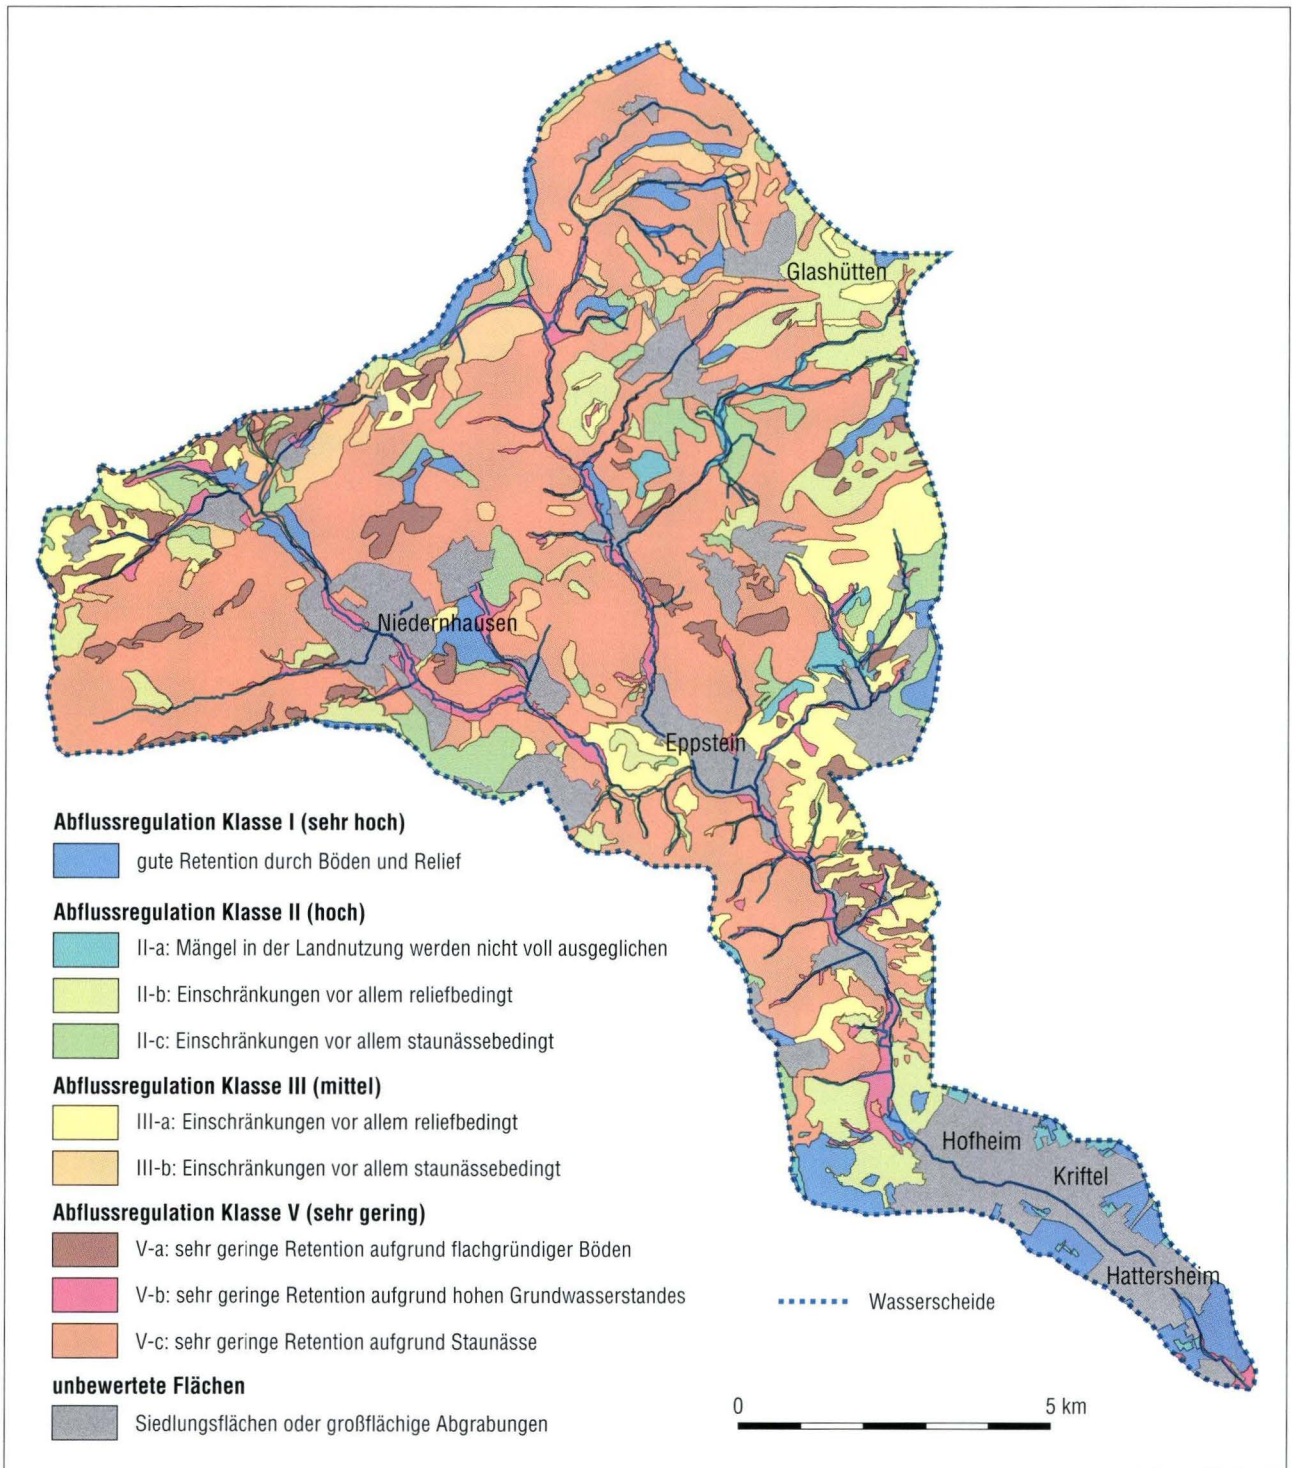 Glashütten
Niedernhausen
Eppstein
Abflussregulation Klasse I (sehr hoch)
gute Retention durch Böden und Relief
Abflussregulation Klasse II (hoch)
II-a: Mängel in der Landnutzung werden nicht voll ausgeglichen
II-b: Einschränkungen vor allem reliefbedingt
II-c: Einschränkungen vor allem staunässebedingt
Abflussregulation Klasse III (mittel)
III-a: Einschränkungen vor allem reliefbedingt
III-b: Einschränkungen vor allem staunässebedingt
Abflussregulation Klasse V (sehr gering)
V-a: sehr geringe Retention aufgrund flachgründiger Böden
V-b: sehr geringe Retention aufgrund hohen Grundwasserstandes
V-c: sehr geringe Retention aufgrund Staunässe
unbewertete Flächen
Siedlungsflächen oder großflächige Abgrabungen
Hofheim
Kriftel
Hattersheim
Wasserscheide
0 5 km